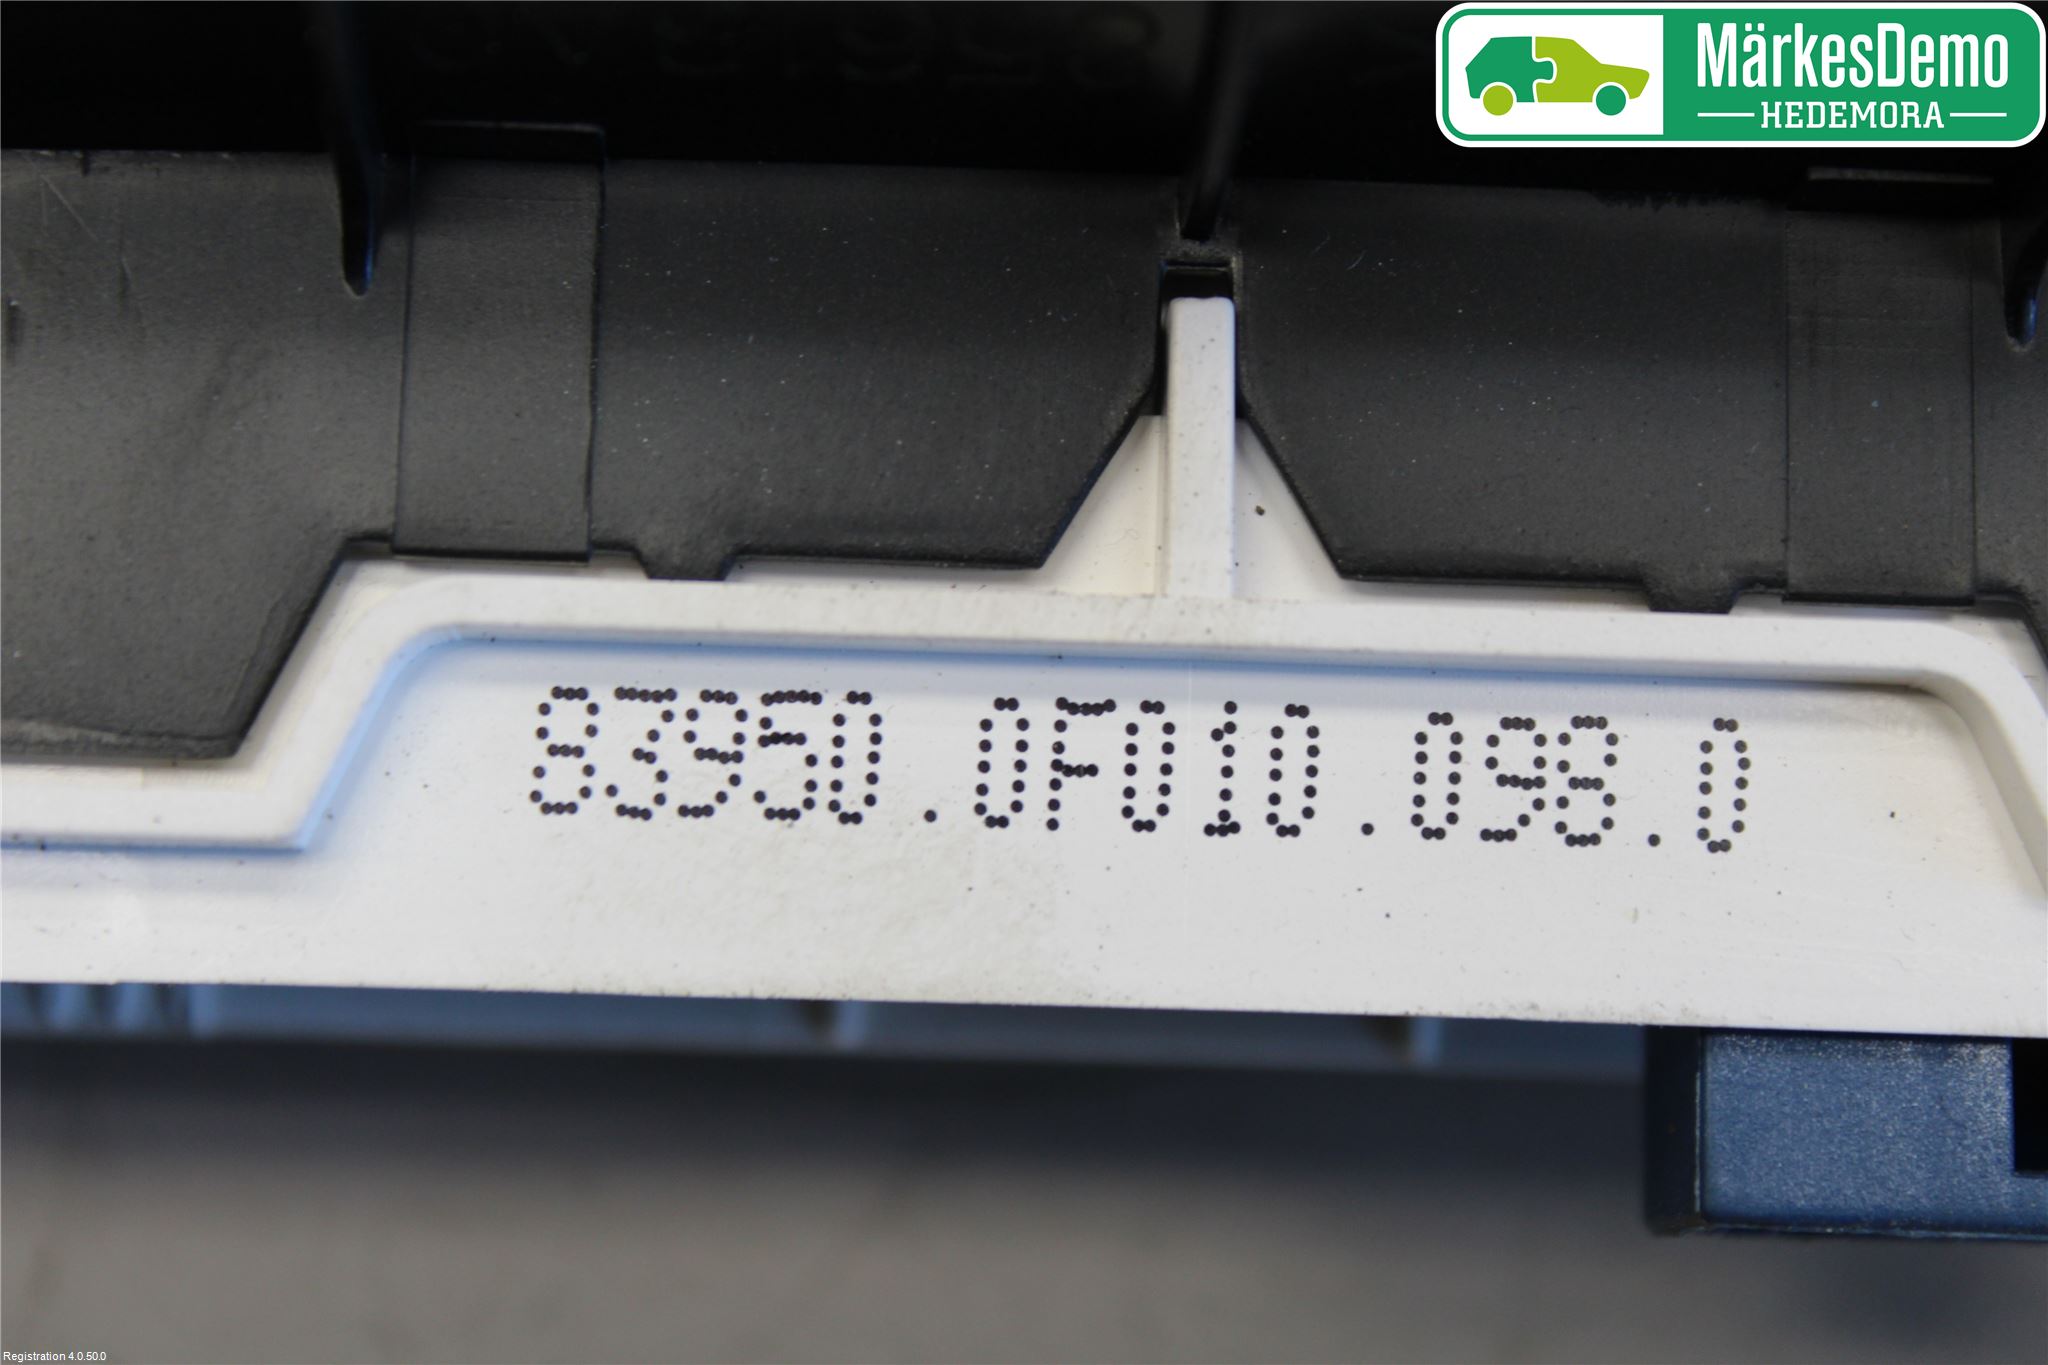 MärkesDemo
HEDEMORA
83950.0F010.098.0
Registration 4.0.50.0